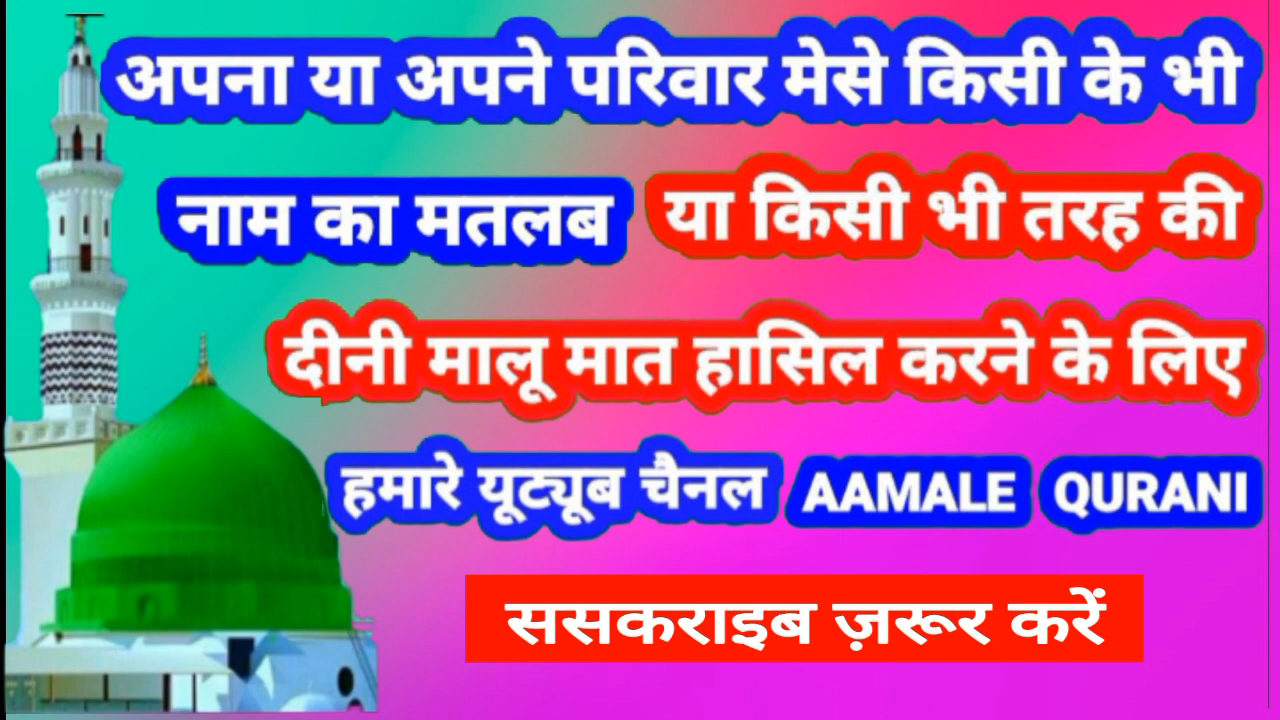 अपना या अपने परिवार मेसे किसी के भी
नाम का मतलब या किसी भी तरह की
दीनी मालू मात हासिल करने के लिए
हमारे यूट्यूब चैनल AAMALE QURANI
ससकराइब ज़रूर करें